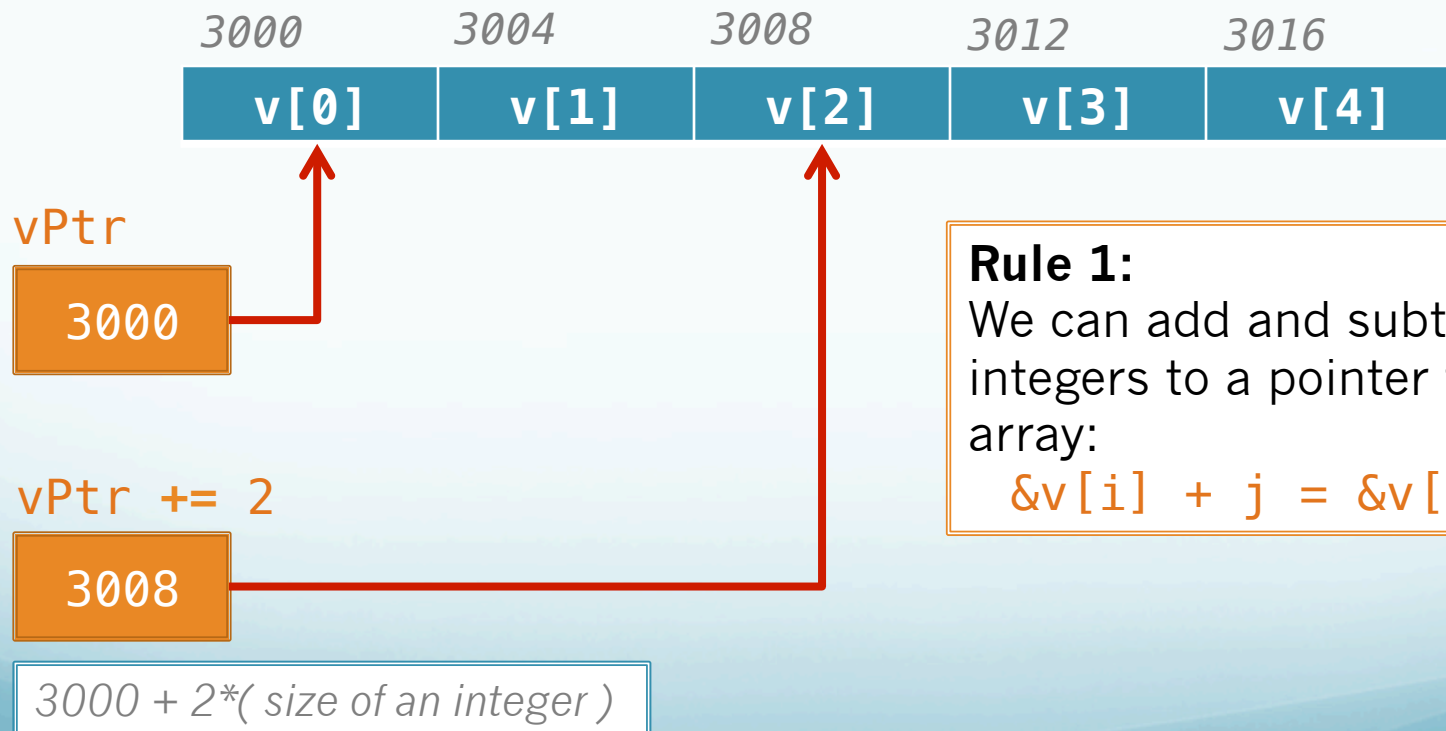 3000 3004 3008 3012 3016
v[0] v[1] v[2] v[3] v[4]
vPtr
3000
Rule 1:
We can add and subt
integers to a pointer
array:
&v[i] + j = &v[
vPtr += 2
3008
3000 + 2*( size of an integer )